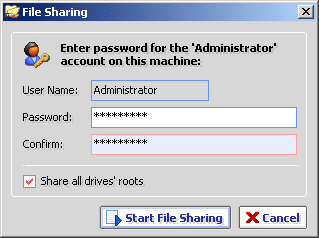 File Sharing
Enter password for the 'Administrator'
account on this machine:
User Name: Administrator
Password: *********
Confirm: *********
Share all drives' roots
Start File Sharing Cancel